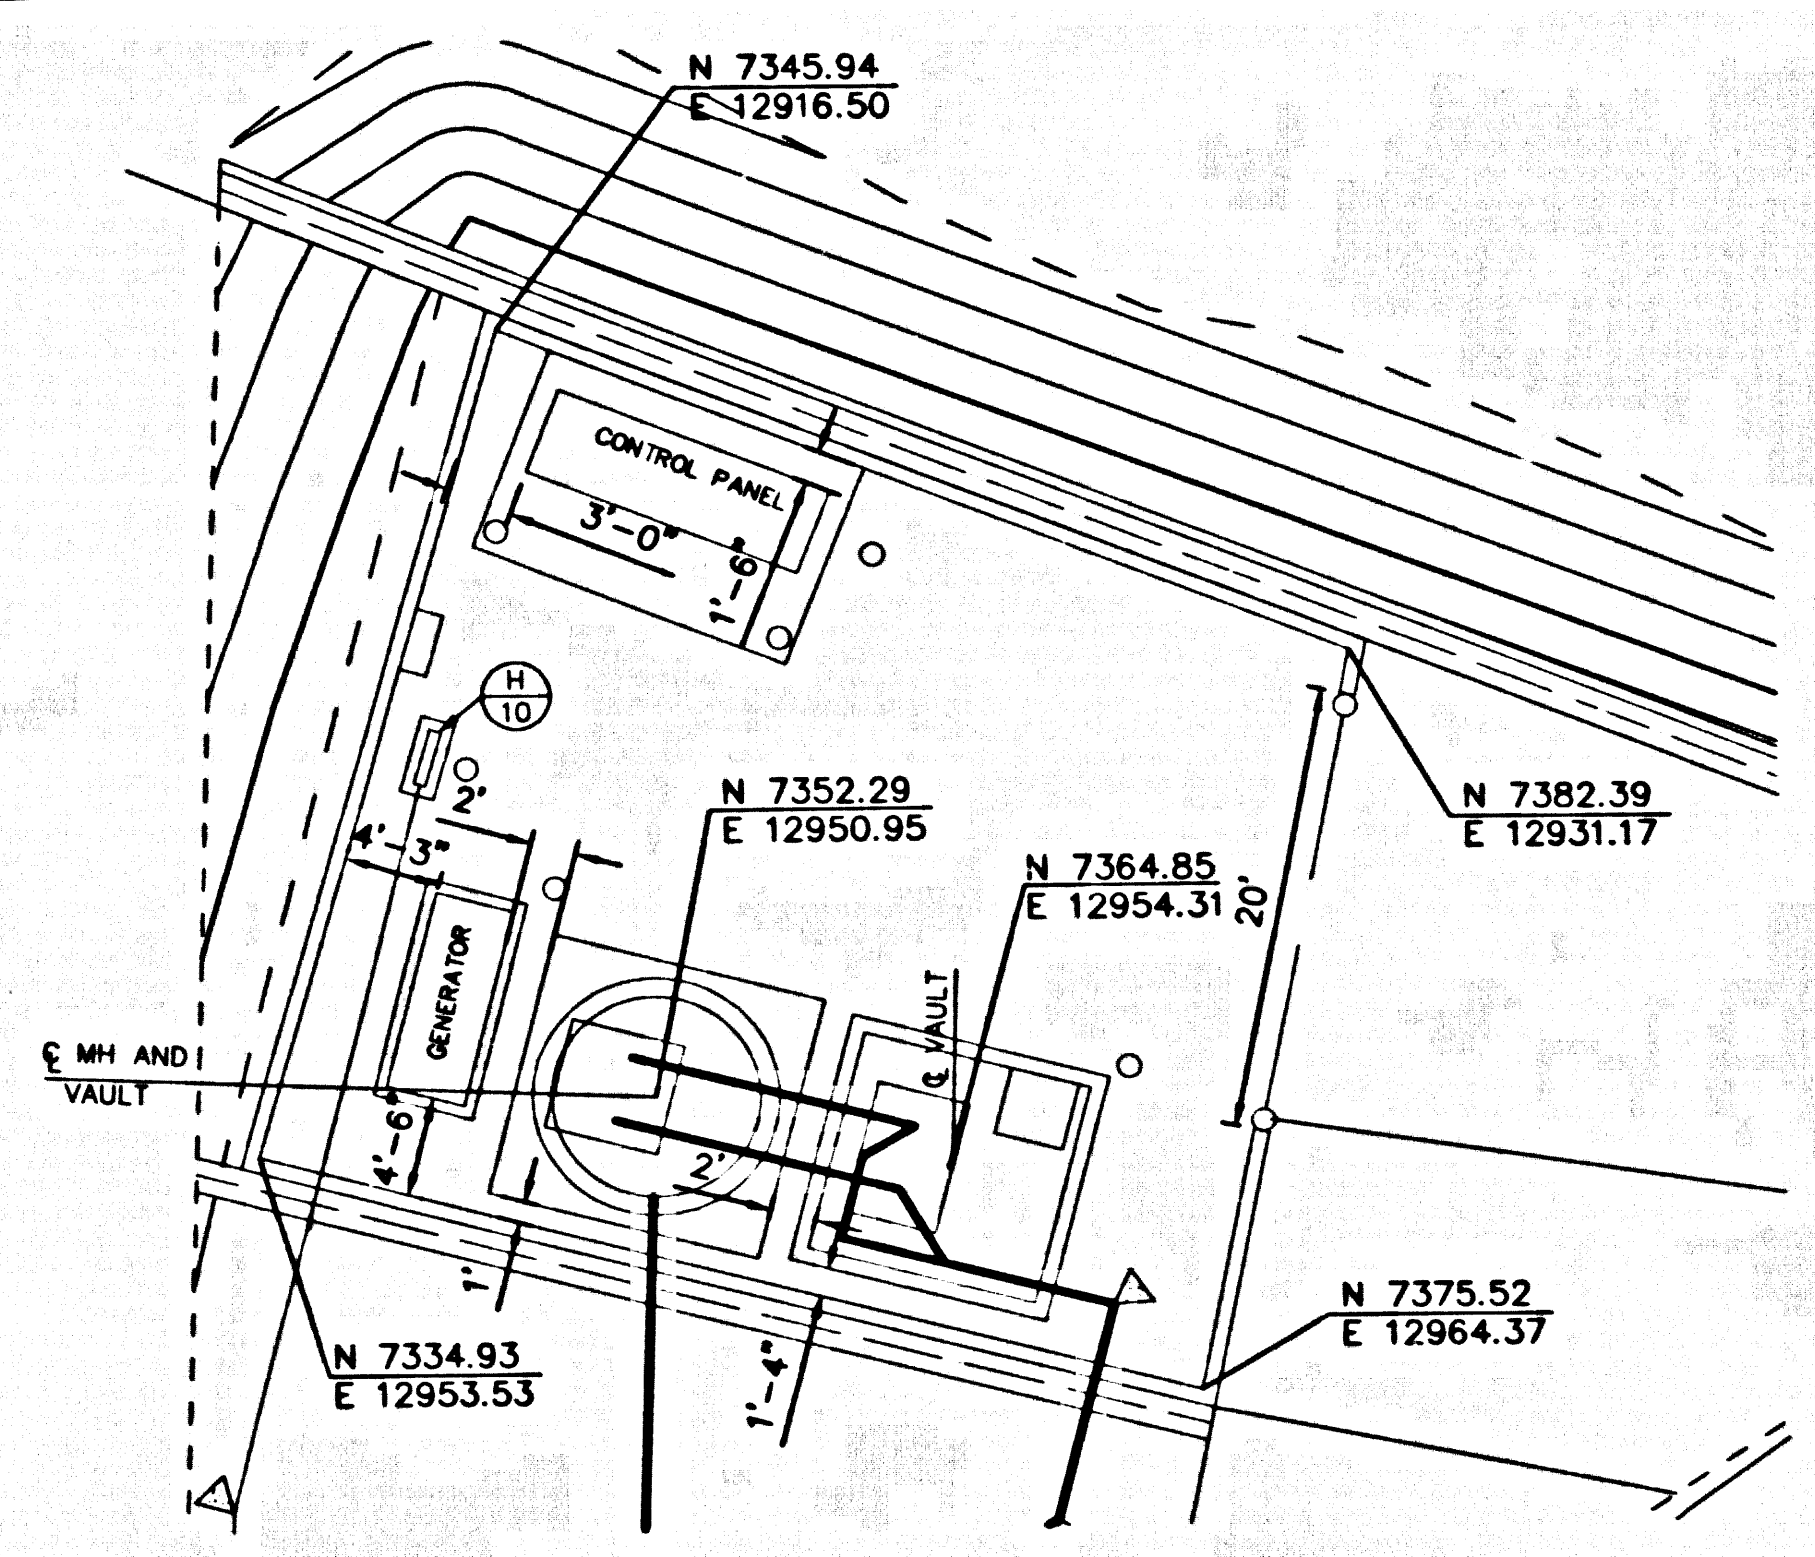 N 7345.94
E 12916.50
CONTROL PANEL
3'-0"
1'-6"
H
10
2'
4'-3"
N 7352.29
E 12950.95
N 7382.39
E 12931.17
N 7364.85
E 12954.31
20'
GENERATOR
℄ VAULT
℄ MH AND
VAULT
4'-6"
2'
1'
1'-4"
N 7375.52
E 12964.37
N 7334.93
E 12953.53